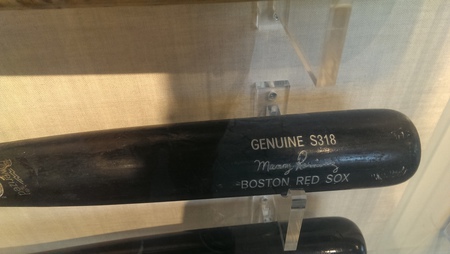 GENUINE S318
Manny Ramirez
BOSTON RED SOX